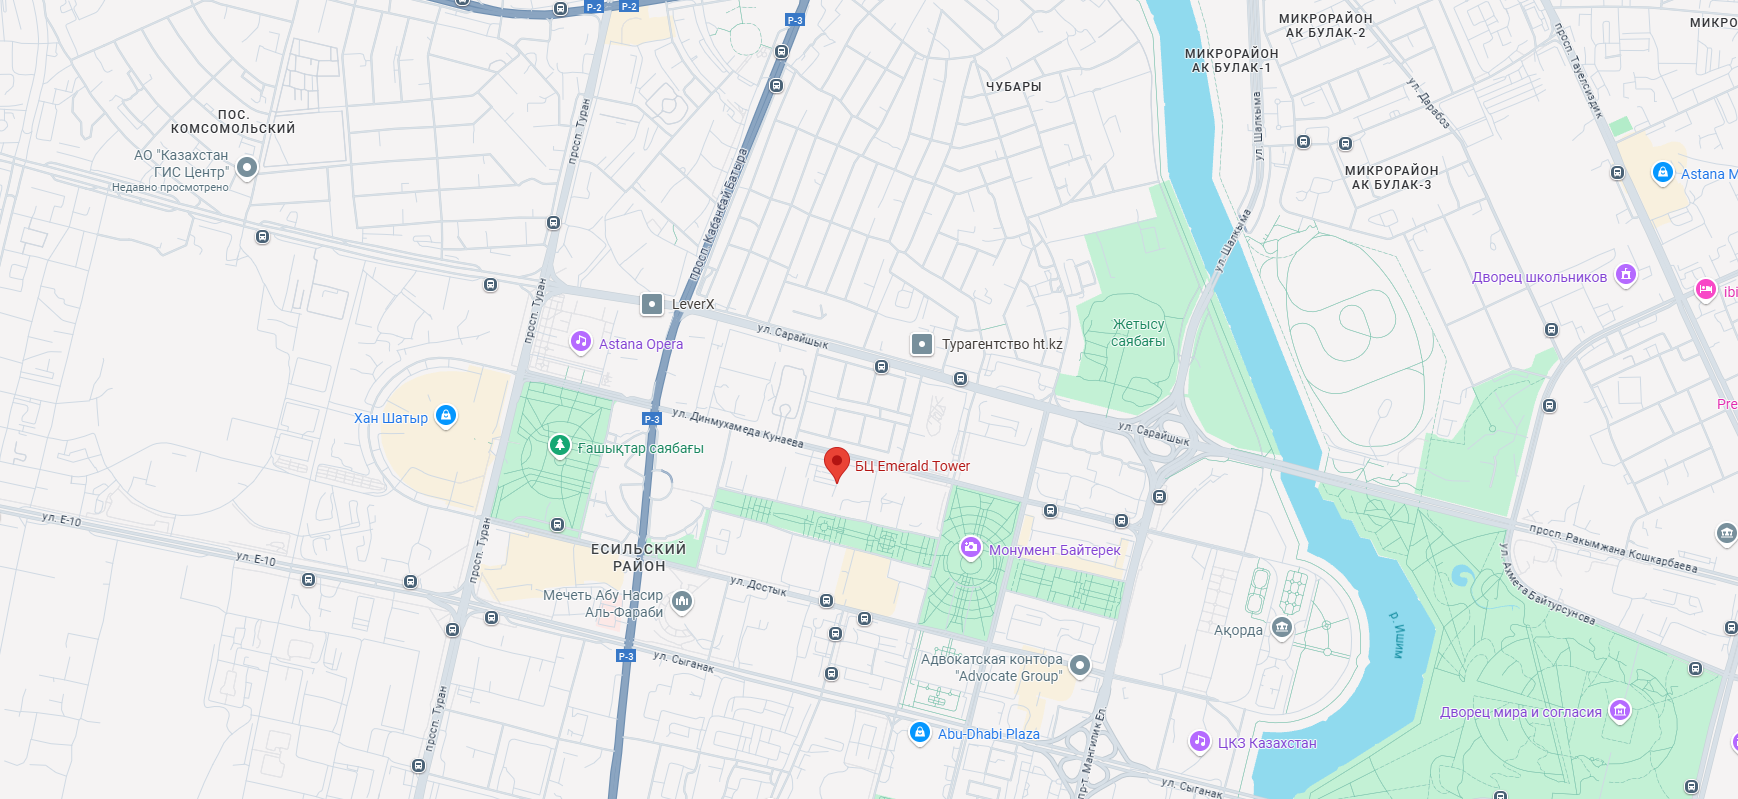 Р-2
Р-2
Р-3
МИКРОРАЙОН
АК БУЛАК-2
МИКРО
МИКРОРАЙОН
АК БУЛАК-1
просп. Тауелсиздик
просп. Туран
ЧУБАРЫ
ул. Дарабоз
ул. Шалкыма
ПОС.
КОМСОМОЛЬСКИЙ
АО "Казахстан
ГИС Центр"
Недавно просмотрено
просп. Кабанбай Батыра
МИКРОРАЙОН
АК БУЛАК-3
Astana M
ул. Шалкыма
Дворец школьников
ibi
просп. Туран
LeverX
ул. Сарайшык
Astana Opera
Турагентство ht.kz
Жетысу
саябағы
Хан Шатыр
Р-3
ул. Динмухамеда Кунаева
Pre
ул. Сарайшык
Ғашықтар саябағы
БЦ Emerald Tower
ул. Е-10
просп. Туран
ул. Е-10
ЕСИЛЬСКИЙ
РАЙОН
Монумент Байтерек
просп. Ракымжана Кошкарбаева
ул. Ахмета Байтурсунова
ул. Достык
Мечеть Абу Насир
Аль-Фараби
Ақорда
р. Ишим
Р-3
ул. Сыганак
Адвокатская контора
"Advocate Group"
просп. Туран
Abu-Dhabi Plaza
пр-т. Мангилик Ел
ЦКЗ Казахстан
Дворец мира и согласия
ул. Сыганак